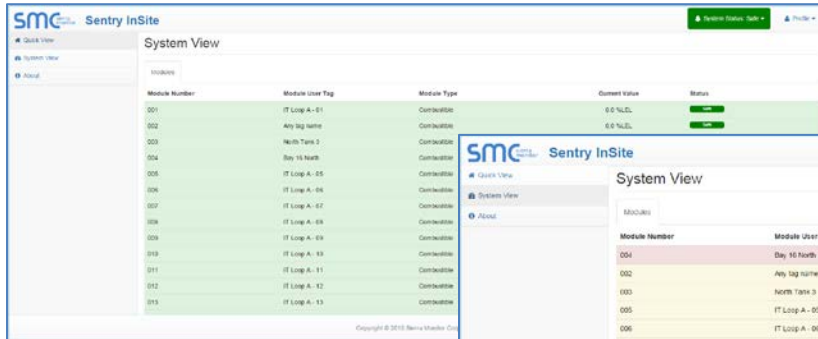 SMC Sentry InSite System Status: Safe Profile
Quick View
System View
About
System View
Modules
Module Number Module User Tag Module Type Current Value Status
001 IT Loop A - 01 Combustible 0.0 %LEL Safe
002 Any tag name Combustible 0.0 %LEL Safe
003 North Tank 3 Combustible
004 Bay 16 North Combustible
005 IT Loop A - 05 Combustible
006 IT Loop A - 06 Combustible
007 IT Loop A - 07 Combustible
008 IT Loop A - 08 Combustible
009 IT Loop A - 09 Combustible
010 IT Loop A - 10 Combustible
011 IT Loop A - 11 Combustible
012 IT Loop A - 12 Combustible
013 IT Loop A - 13 Combustible
Copyright © 2015 Sierra Monitor Corp
SMC Sentry InSite
Quick View
System View
About
System View
Modules
Module Number Module User
004 Bay 16 North
002 Any tag name
003 North Tank 3
005 IT Loop A - 05
006 IT Loop A - 06